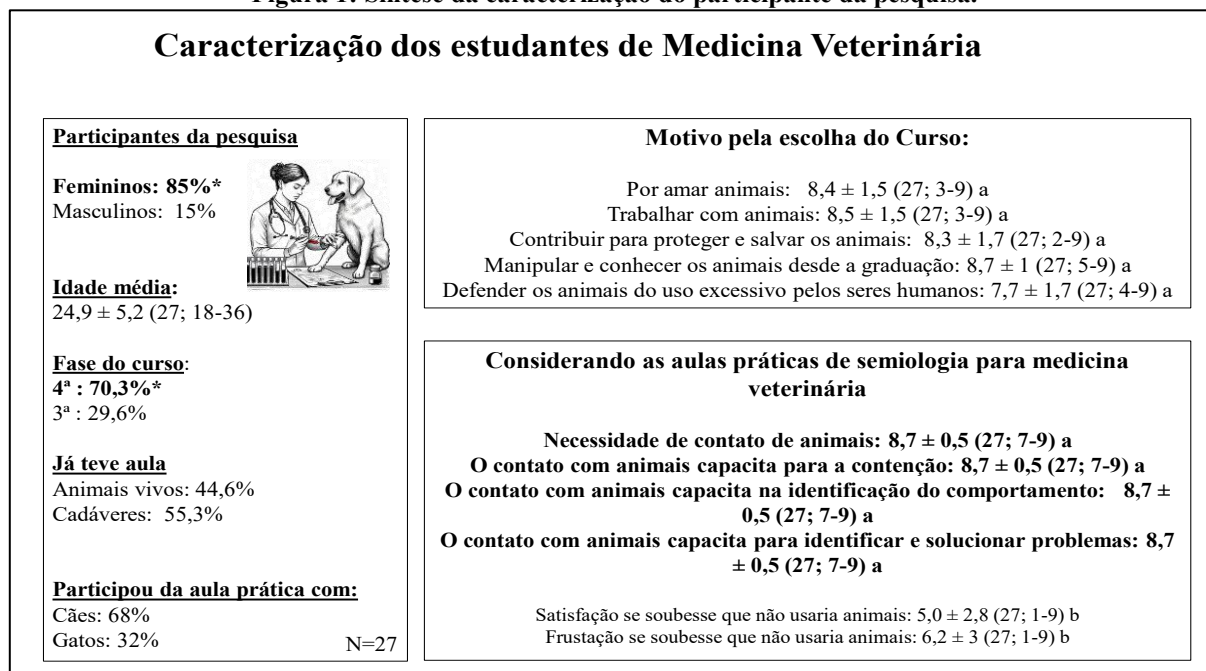 Figura 1: Síntese da caracterização do participante da pesquisa.
Caracterização dos estudantes de Medicina Veterinária
Participantes da pesquisa
Femininos: 85%*
Masculinos: 15%
Idade média:
24,9 ± 5,2 (27; 18-36)
Fase do curso:
4ª : 70,3%*
3ª : 29,6%
Já teve aula
Animais vivos: 44,6%
Cadáveres: 55,3%
Participou da aula prática com:
Cães: 68%
Gatos: 32%
N=27
Motivo pela escolha do Curso:
Por amar animais: 8,4 ± 1,5 (27; 3-9) a
Trabalhar com animais: 8,5 ± 1,5 (27; 3-9) a
Contribuir para proteger e salvar os animais: 8,3 ± 1,7 (27; 2-9) a
Manipular e conhecer os animais desde a graduação: 8,7 ± 1 (27; 5-9) a
Defender os animais do uso excessivo pelos seres humanos: 7,7 ± 1,7 (27; 4-9) a
Considerando as aulas práticas de semiologia para medicina
veterinária
Necessidade de contato de animais: 8,7 ± 0,5 (27; 7-9) a
O contato com animais capacita para a contenção: 8,7 ± 0,5 (27; 7-9) a
O contato com animais capacita na identificação do comportamento: 8,7 ±
0,5 (27; 7-9) a
O contato com animais capacita para identificar e solucionar problemas: 8,7
± 0,5 (27; 7-9) a
Satisfação se soubesse que não usaria animais: 5,0 ± 2,8 (27; 1-9) b
Frustação se soubesse que não usaria animais: 6,2 ± 3 (27; 1-9) b